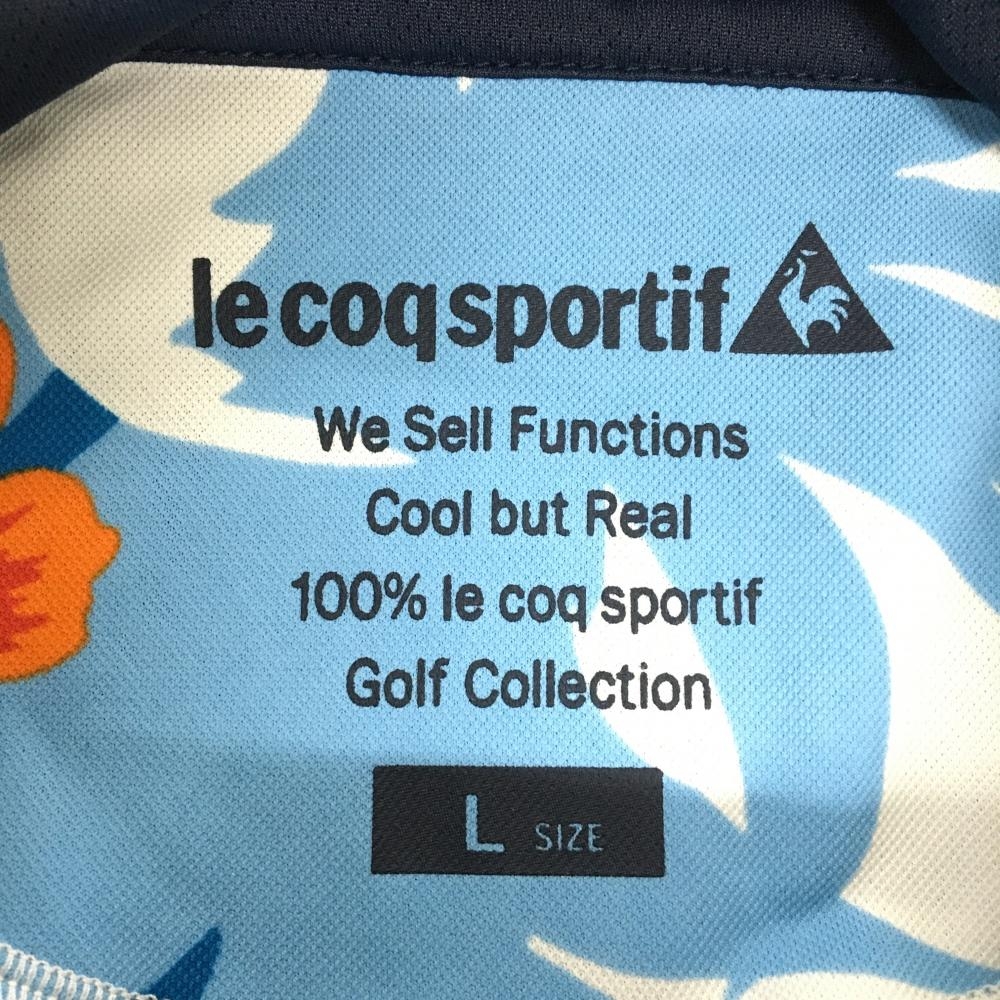 le coq sportif
We Sell Functions
Cool but Real
100% le coq sportif
Golf Collection
L SIZE